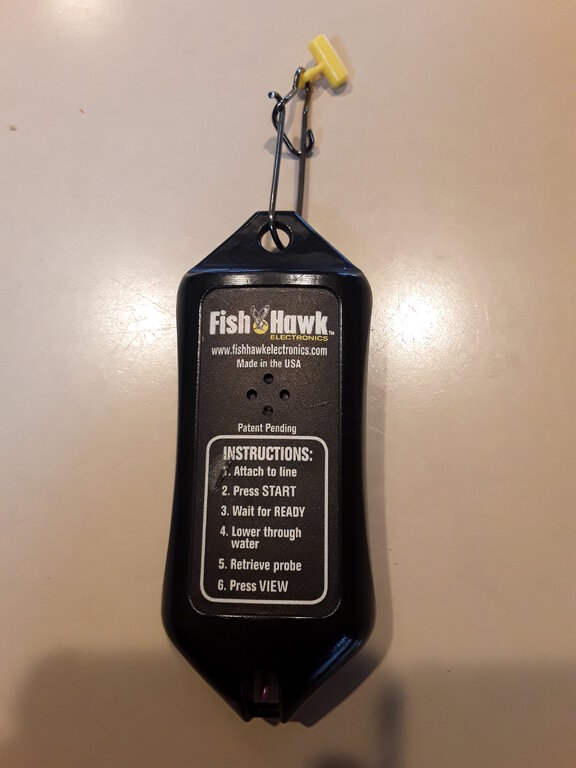 Fish Hawk™
ELECTRONICS
www.fishhawkelectronics.com
Made in the USA
Patent Pending
INSTRUCTIONS:
1. Attach to line
2. Press START
3. Wait for READY
4. Lower through
water
5. Retrieve probe
6. Press VIEW